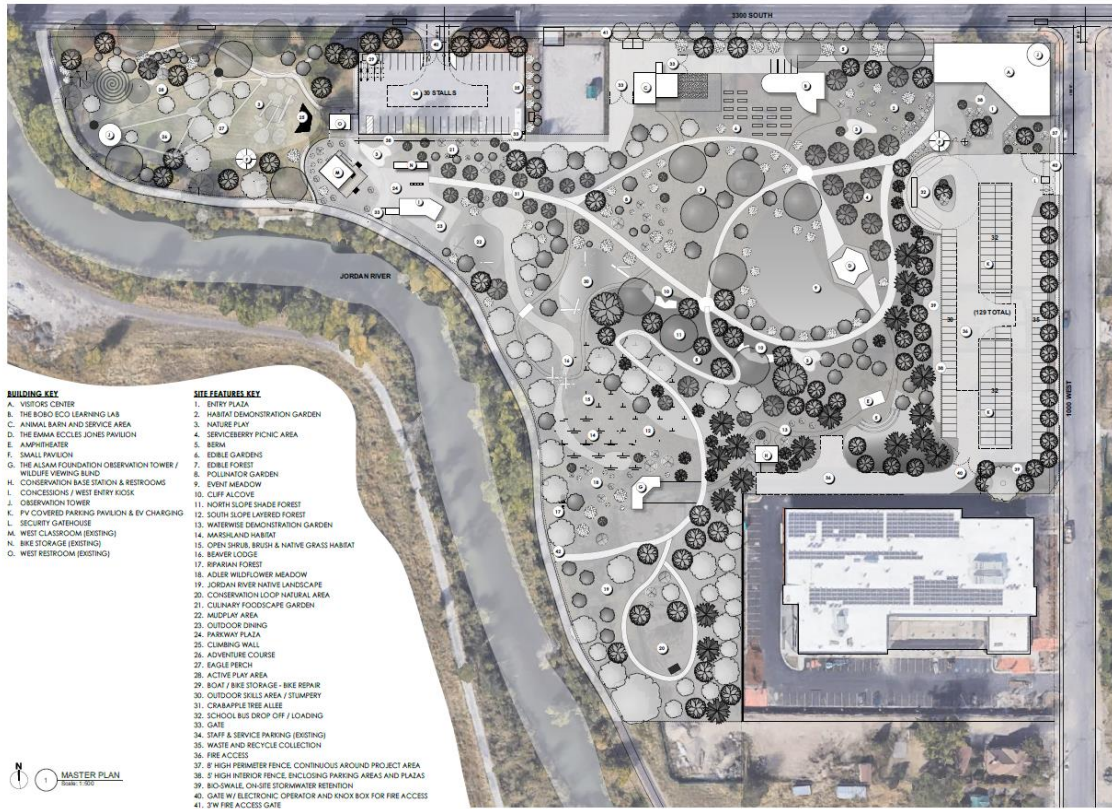 3300 SOUTH
30 STALLS
JORDAN RIVER
32
(129 TOTAL)
30
35
32
1000 WEST
BUILDING KEY
A. VISITORS CENTER
B. THE BOBO ECO LEARNING LAB
C. ANIMAL BARN AND SERVICE AREA
D. THE EMMA ECCLES JONES PAVILION
E. AMPHITHEATER
F. SMALL PAVILION
G. THE ALSAM FOUNDATION OBSERVATION TOWER /
WILDLIFE VIEWING BLIND
H. CONSERVATION BASE STATION & RESTROOMS
I. CONCESSIONS / WEST ENTRY KIOSK
J. OBSERVATION TOWER
K. PV COVERED PARKING PAVILION & EV CHARGING
L. SECURITY GATEHOUSE
M. WEST CLASSROOM (EXISTING)
N. BIKE STORAGE (EXISTING)
O. WEST RESTROOM (EXISTING)
SITE FEATURES KEY
1. ENTRY PLAZA
2. HABITAT DEMONSTRATION GARDEN
3. NATURE PLAY
4. SERVICEBERRY PICNIC AREA
5. BERM
6. EDIBLE GARDENS
7. EDIBLE FOREST
8. POLLINATOR GARDEN
9. EVENT MEADOW
10. CLIFF ALCOVE
11. NORTH SLOPE SHADE FOREST
12. SOUTH SLOPE LAYERED FOREST
13. WATERWISE DEMONSTRATION GARDEN
14. MARSHLAND HABITAT
15. OPEN SHRUB, BRUSH & NATIVE GRASS HABITAT
16. BEAVER LODGE
17. RIPARIAN FOREST
18. ADLER WILDFLOWER MEADOW
19. JORDAN RIVER NATIVE LANDSCAPE
20. CONSERVATION LOOP NATURAL AREA
21. CULINARY FOODSCAPE GARDEN
22. MUDPLAY AREA
23. OUTDOOR DINING
24. PARKWAY PLAZA
25. CLIMBING WALL
26. ADVENTURE COURSE
27. EAGLE PERCH
28. ACTIVE PLAY AREA
29. BOAT / BIKE STORAGE - BIKE REPAIR
30. OUTDOOR SKILLS AREA / STUMPERY
31. CRABAPPLE TREE ALLEE
32. SCHOOL BUS DROP OFF / LOADING
33. GATE
34. STAFF & SERVICE PARKING (EXISTING)
35. WASTE AND RECYCLE COLLECTION
36. FIRE ACCESS
37. 8' HIGH PERIMETER FENCE, CONTINUOUS AROUND PROJECT AREA
38. 5' HIGH INTERIOR FENCE, ENCLOSING PARKING AREAS AND PLAZAS
39. BIO-SWALE, ON-SITE STORMWATER RETENTION
40. GATE W/ ELECTRONIC OPERATOR AND KNOX BOX FOR FIRE ACCESS
41. 3'W FIRE ACCESS GATE
N
1
MASTER PLAN